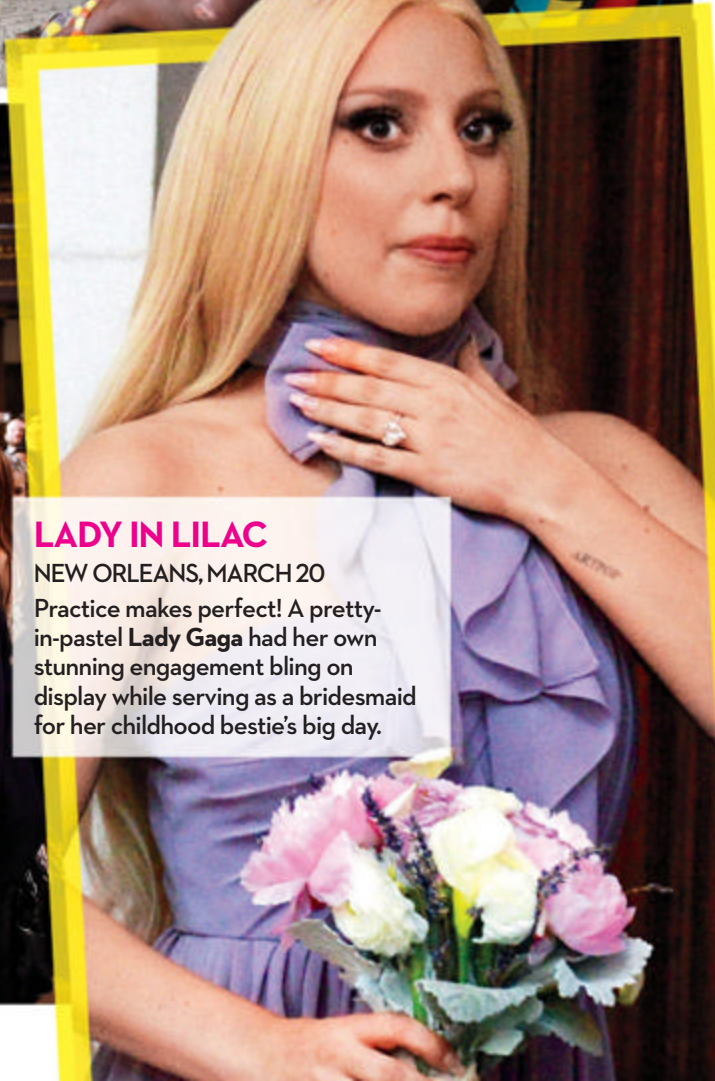 LADY IN LILAC
NEW ORLEANS, MARCH 20
Practice makes perfect! A pretty-
in-pastel Lady Gaga had her own
stunning engagement bling on
display while serving as a bridesmaid
for her childhood bestie's big day.
ARTPOP